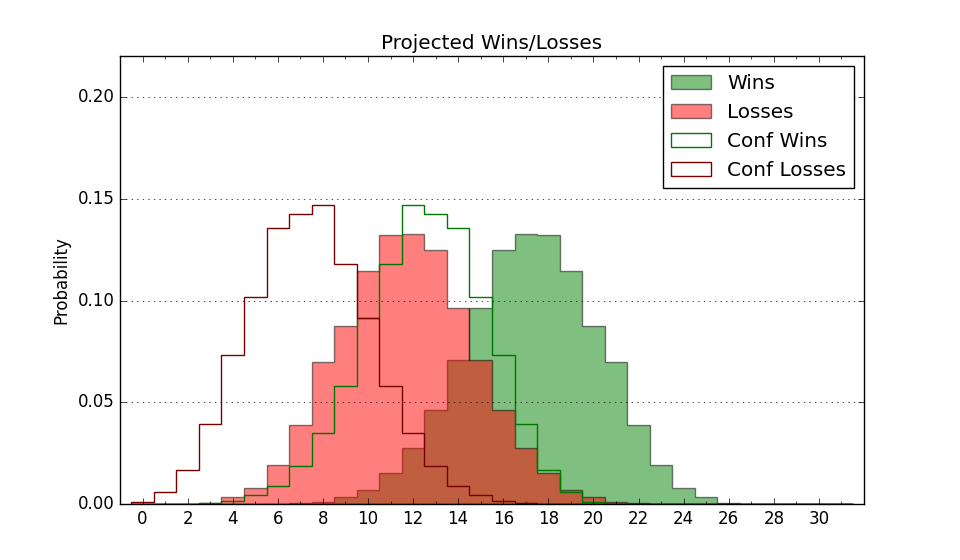 Projected Wins/Losses
Wins
Losses
Conf Wins
Conf Losses
Probability
0.20
0.15
0.10
0.05
0.00
0 2 4 6 8 10 12 14 16 18 20 22 24 26 28 30